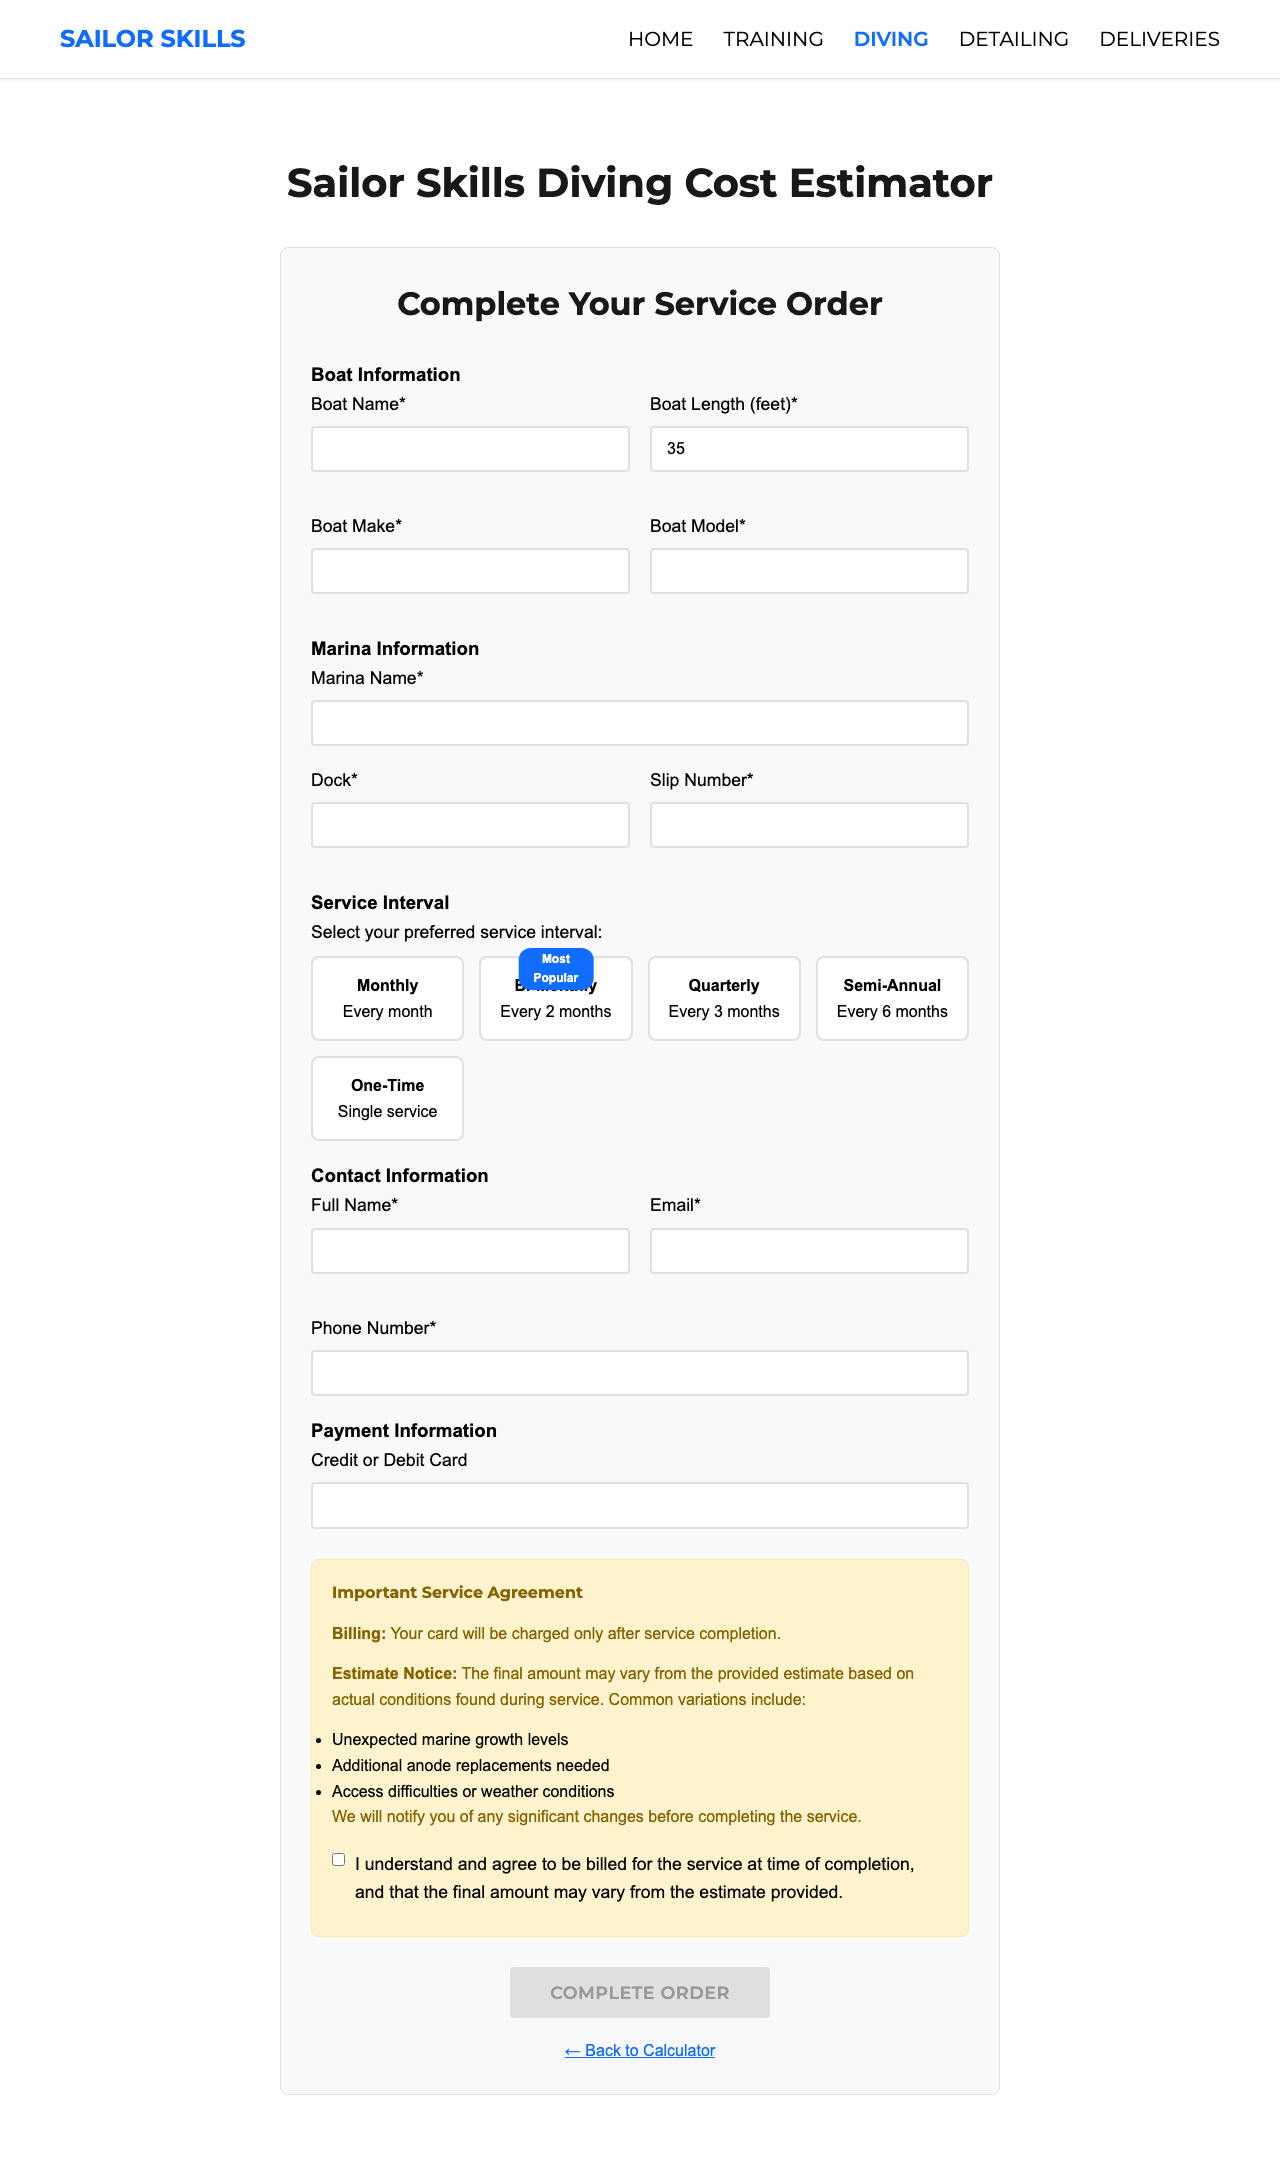 SAILOR SKILLS
HOME TRAINING DIVING DETAILING DELIVERIES
Sailor Skills Diving Cost Estimator
Complete Your Service Order
Boat Information
Boat Name* Boat Length (feet)*
35
Boat Make* Boat Model*
Marina Information
Marina Name*
Dock* Slip Number*
Service Interval
Select your preferred service interval:
Most
Popular
Monthly Quarterly Semi-Annual
Every month Every 2 months Every 3 months Every 6 months
One-Time
Single service
Contact Information
Full Name* Email*
Phone Number*
Payment Information
Credit or Debit Card
Important Service Agreement
Billing: Your card will be charged only after service completion.
Estimate Notice: The final amount may vary from the provided estimate based on
actual conditions found during service. Common variations include:
• Unexpected marine growth levels
• Additional anode replacements needed
• Access difficulties or weather conditions
We will notify you of any significant changes before completing the service.
I understand and agree to be billed for the service at time of completion,
and that the final amount may vary from the estimate provided.
COMPLETE ORDER
← Back to Calculator